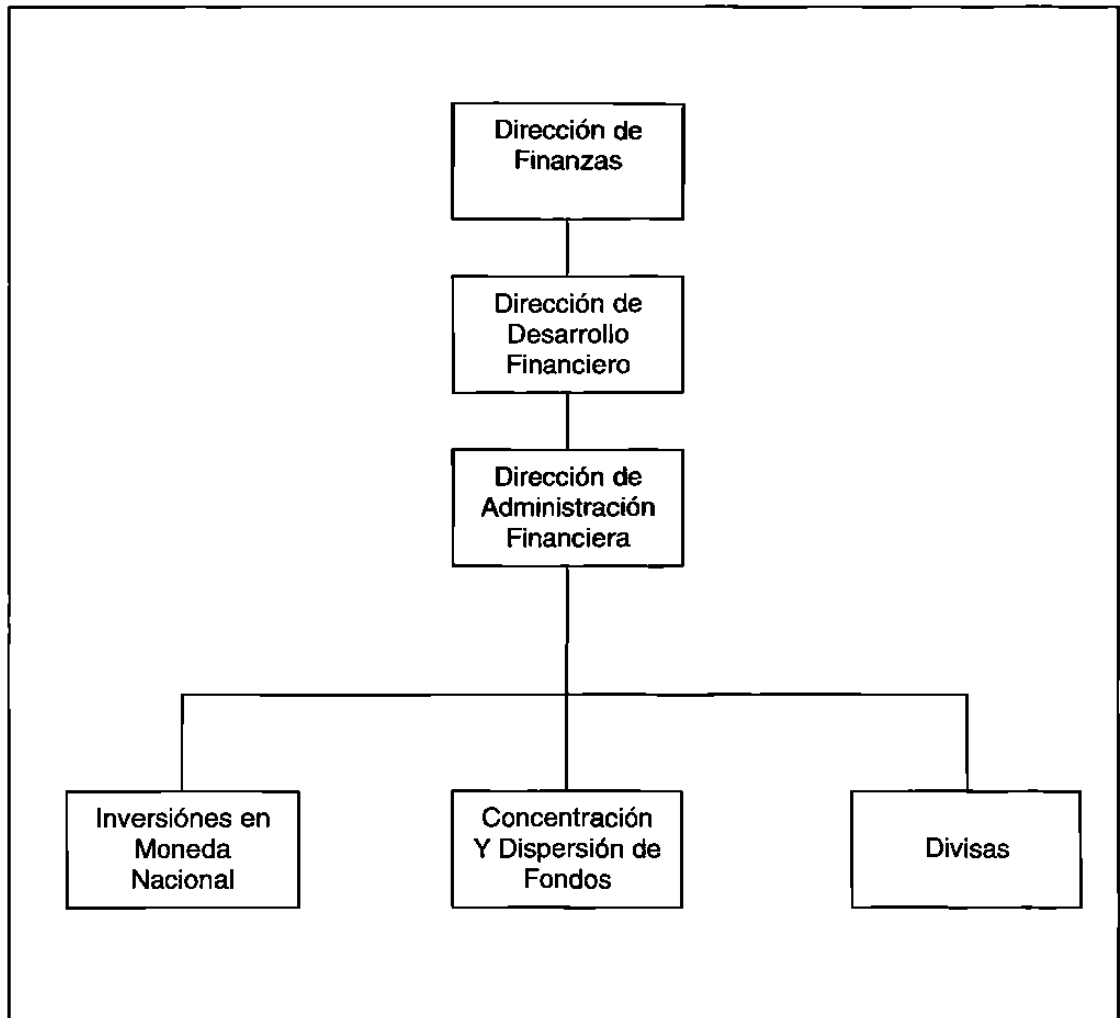 Dirección de
Finanzas
Dirección de
Desarrollo
Financiero
Dirección de
Administración
Financiera
Inversiónes en
Moneda
Nacional
Concentración
Y Dispersión de
Fondos
Divisas